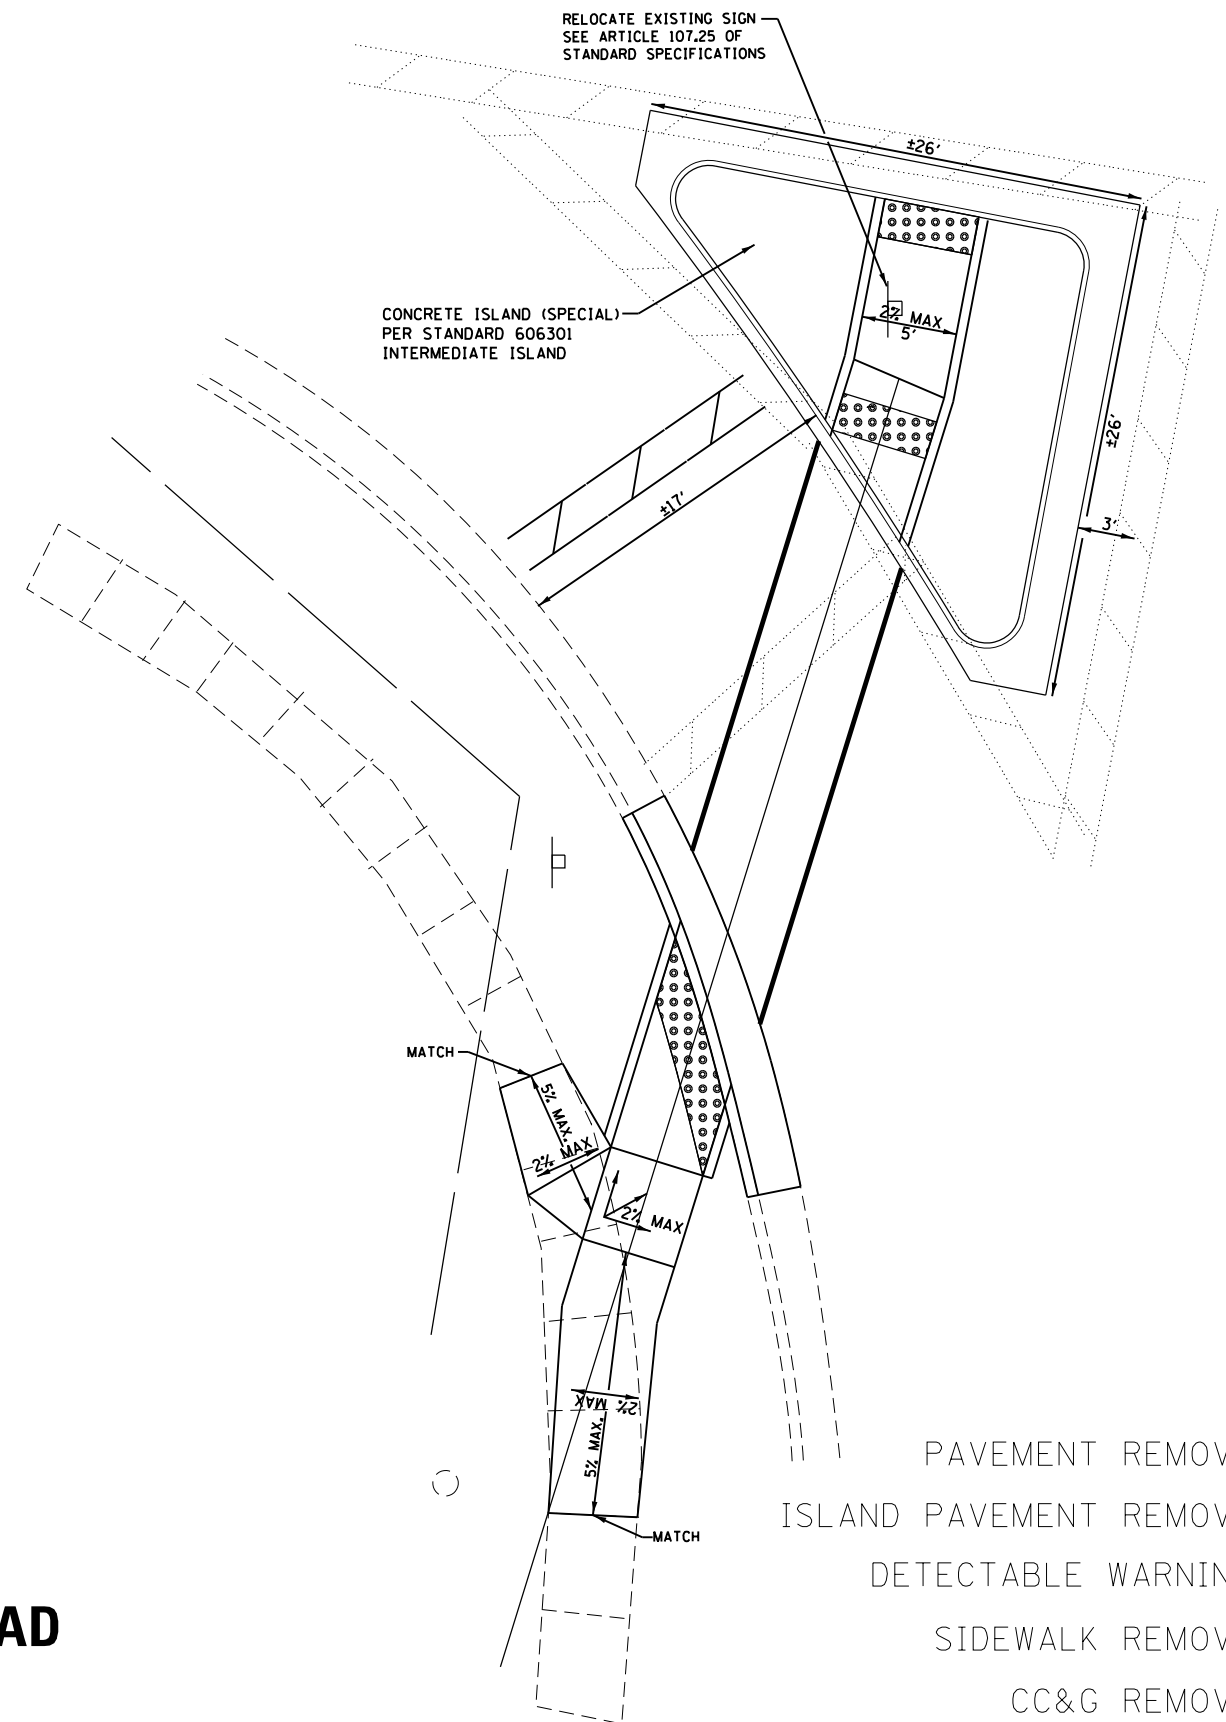 RELOCATE EXISTING SIGN
SEE ARTICLE 107.25 OF
STANDARD SPECIFICATIONS
±26'
CONCRETE ISLAND (SPECIAL)
PER STANDARD 606301
INTERMEDIATE ISLAND
2% MAX
5'
±26'
±17'
3'
MATCH
5% MAX.
2% MAX
2% MAX
2% MAX
5% MAX.
MATCH
PAVEMENT REMOV
ISLAND PAVEMENT REMOV
DETECTABLE WARNIN
SIDEWALK REMOV
CC&G REMOV
AD